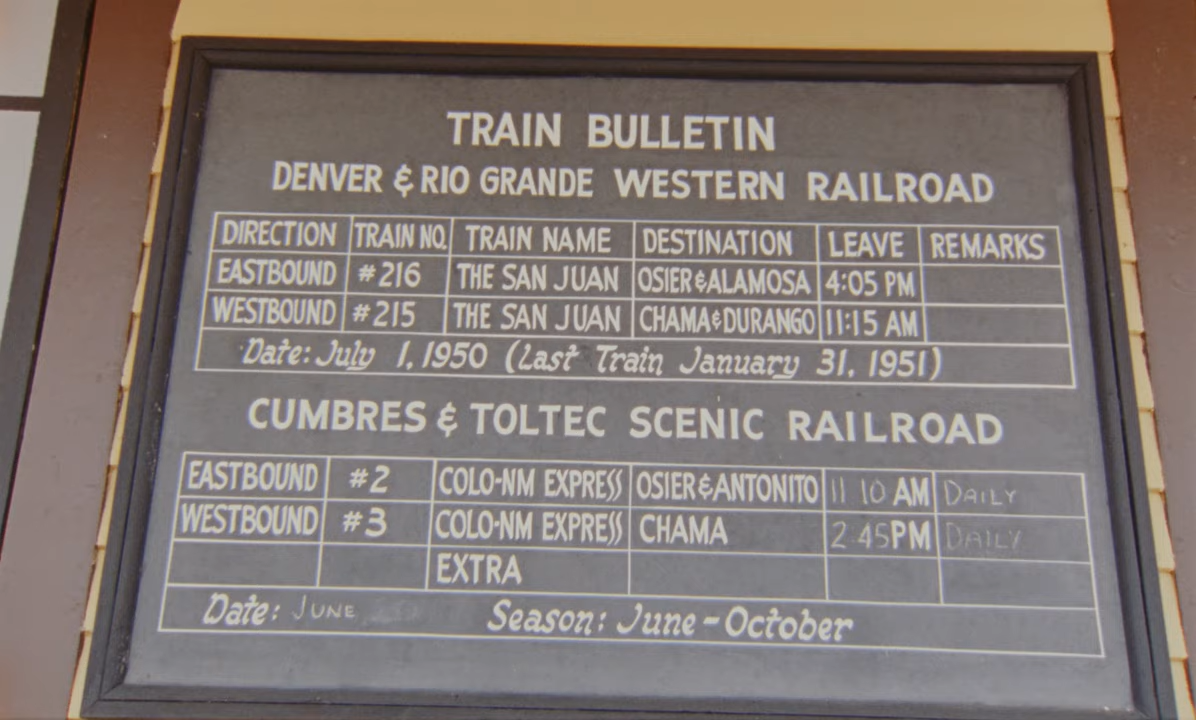 TRAIN BULLETIN
DENVER & RIO GRANDE WESTERN RAILROAD
DIRECTION TRAIN NO. TRAIN NAME DESTINATION LEAVE REMARKS
EASTBOUND #216 THE SAN JUAN OSIER & ALAMOSA 4:05 PM
WESTBOUND #215 THE SAN JUAN CHAMA & DURANGO 11:15 AM
Date: July 1, 1950 (Last Train January 31, 1951)
CUMBRES & TOLTEC SCENIC RAILROAD
EASTBOUND #2 COLO-NM EXPRESS OSIER & ANTONITO 11 10 AM DAILY
WESTBOUND #3 COLO-NM EXPRESS CHAMA 2 45 PM DAILY
EXTRA
Date: JUNE Season: June - October